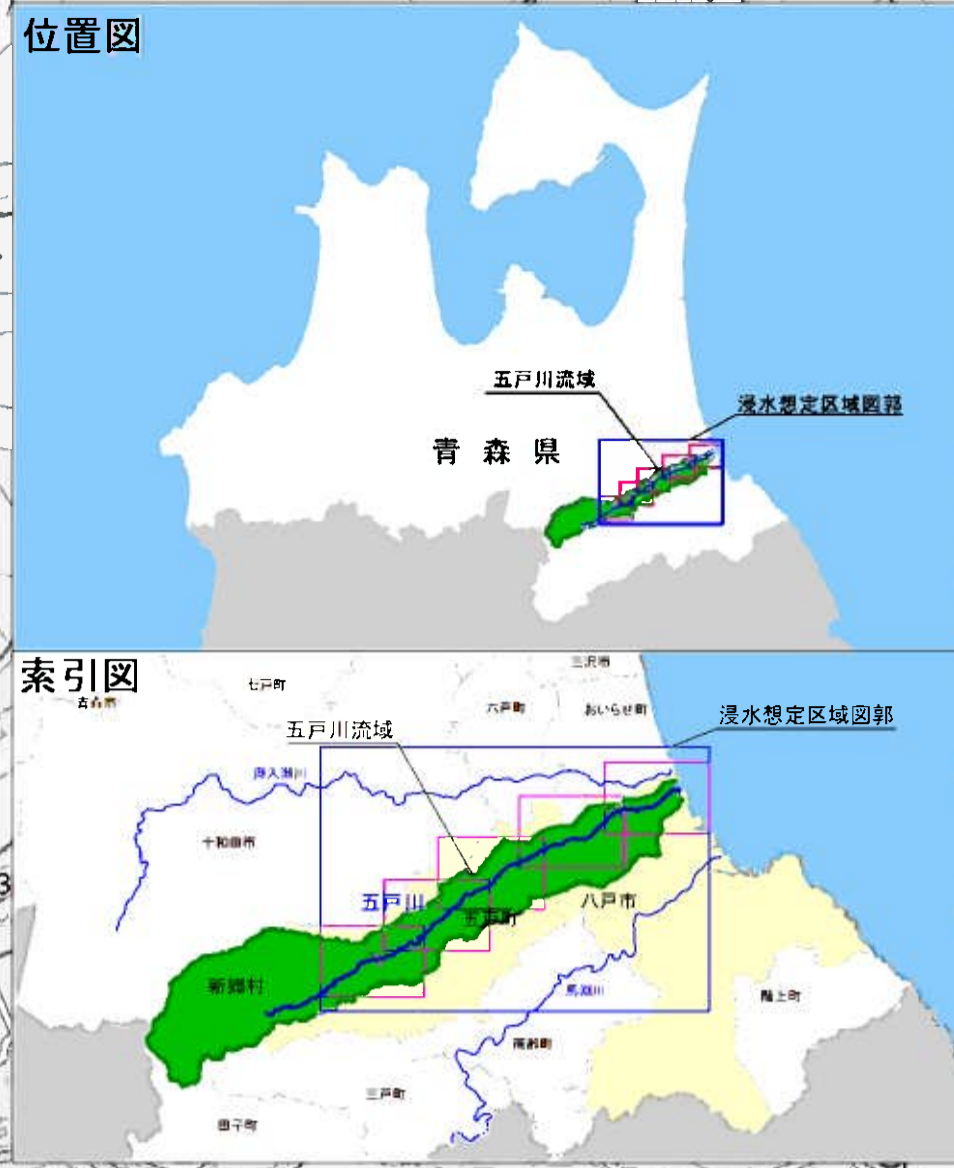 位置図
五戸川流域
浸水想定区域図郭
青森県
索引図
三沢市
七戸町
六戸町
おいらせ町
浸水想定区域図郭
五戸川流域
十和田市
五戸川
五戸町
八戸市
新郷村
馬淵川
階上町
南部町
三戸町
田子町
3